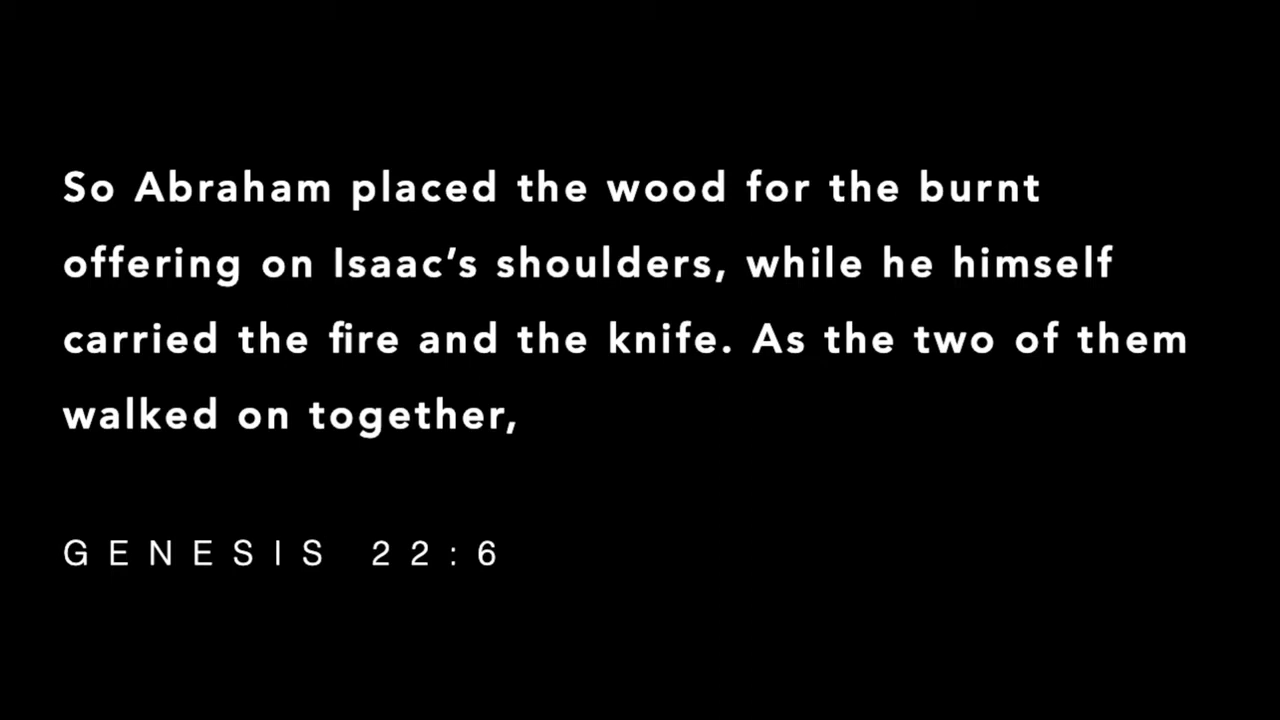 So Abraham placed the wood for the burnt
offering on Isaac’s shoulders, while he himself
carried the fire and the knife. As the two of them
walked on together,
GENESIS 22:6